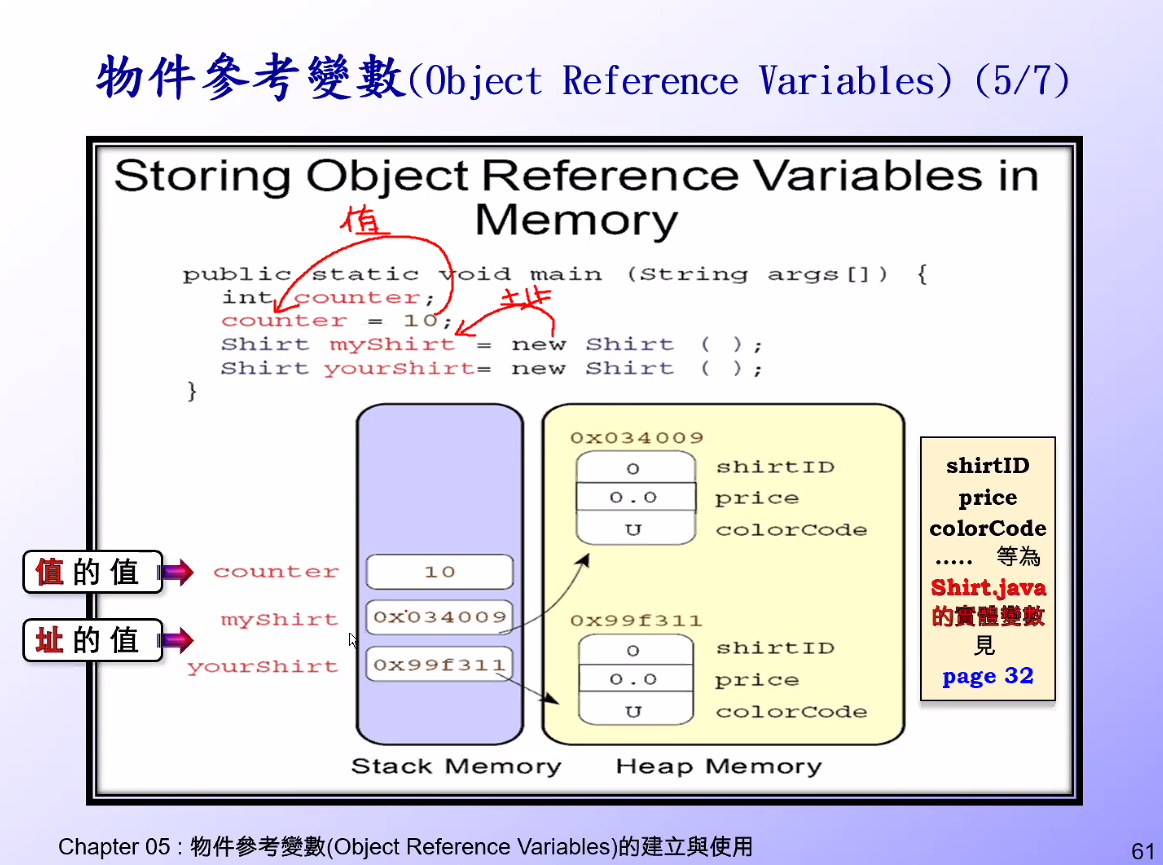 物件參考變數(Object Reference Variables) (5/7)
Storing Object Reference Variables in
Memory
值
public static void main (String args[]) {
int counter;
址
counter = 10;
Shirt myShirt = new Shirt ( );
Shirt yourShirt= new Shirt ( );
}
0x034009
0 shirtID
0.0 price
U colorCode
shirtID
price
colorCode
..... 等為
Shirt.java
的實體變數
見
page 32
值 的 值
counter 10
址 的 值
myShirt 0x034009
yourShirt 0x99f311
0x99f311
0 shirtID
0.0 price
U colorCode
Stack Memory Heap Memory
Chapter 05 : 物件參考變數(Object Reference Variables)的建立與使用
61